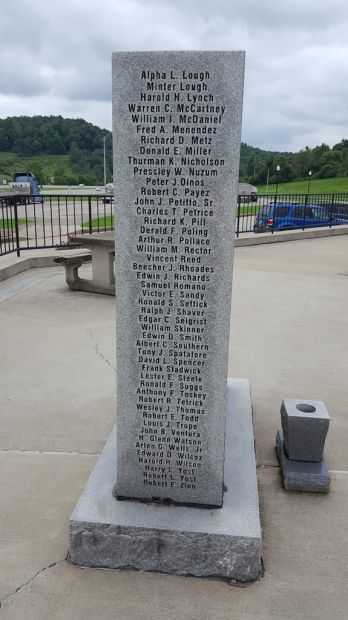 Alpha L. Lough
Minter Lough
Harold H. Lynch
Warren C. McCartney
William I. McDaniel
Fred A. Menendez
Richard D. Metz
Donald E. Miller
Thurman K. Nicholson
Pressley W. Nuzum
Peter J. Oinos
Robert C. Payez
John J. Petitto, Sr.
Charles T. Petrice
Richard K. Pill
Derald F. Poling
Arthur R. Pollace
William M. Rector
Vincent Reed
Beecher J. Rhoades
Edwin J. Richards
Samuel Romano
Victor E. Sandy
Ronald S. Settick
Ralph J. Shaver
Edgar C. Seigrist
William Skinner
Edwin D. Smith
Albert C. Southern
Tony J. Spatafore
David L. Spencer
Frank Sladwick
Lester E. Steele
Ronald F. Suggs
Anthony F. Toskey
Robert R. Tetrick
Wesley J. Thomas
Robert E. Todd
Louis J. Trope
John B. Ventura
H. Glenn Watson
Arlen G. Wells, Jr.
Edward D. Wilcox
Harold R. Wilson
Harry L. Yost
Robert L. Yost
Robert F. Zinn